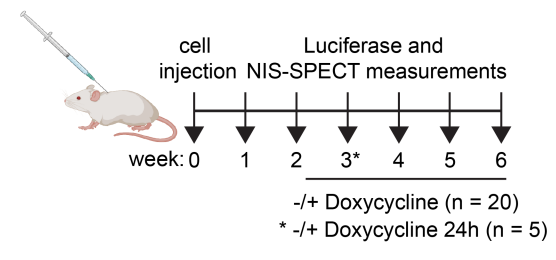 cell Luciferase and
injection NIS-SPECT measurements
week: 0 1 2 3* 4 5 6
-/+ Doxycycline (n = 20)
* -/+ Doxycycline 24h (n = 5)